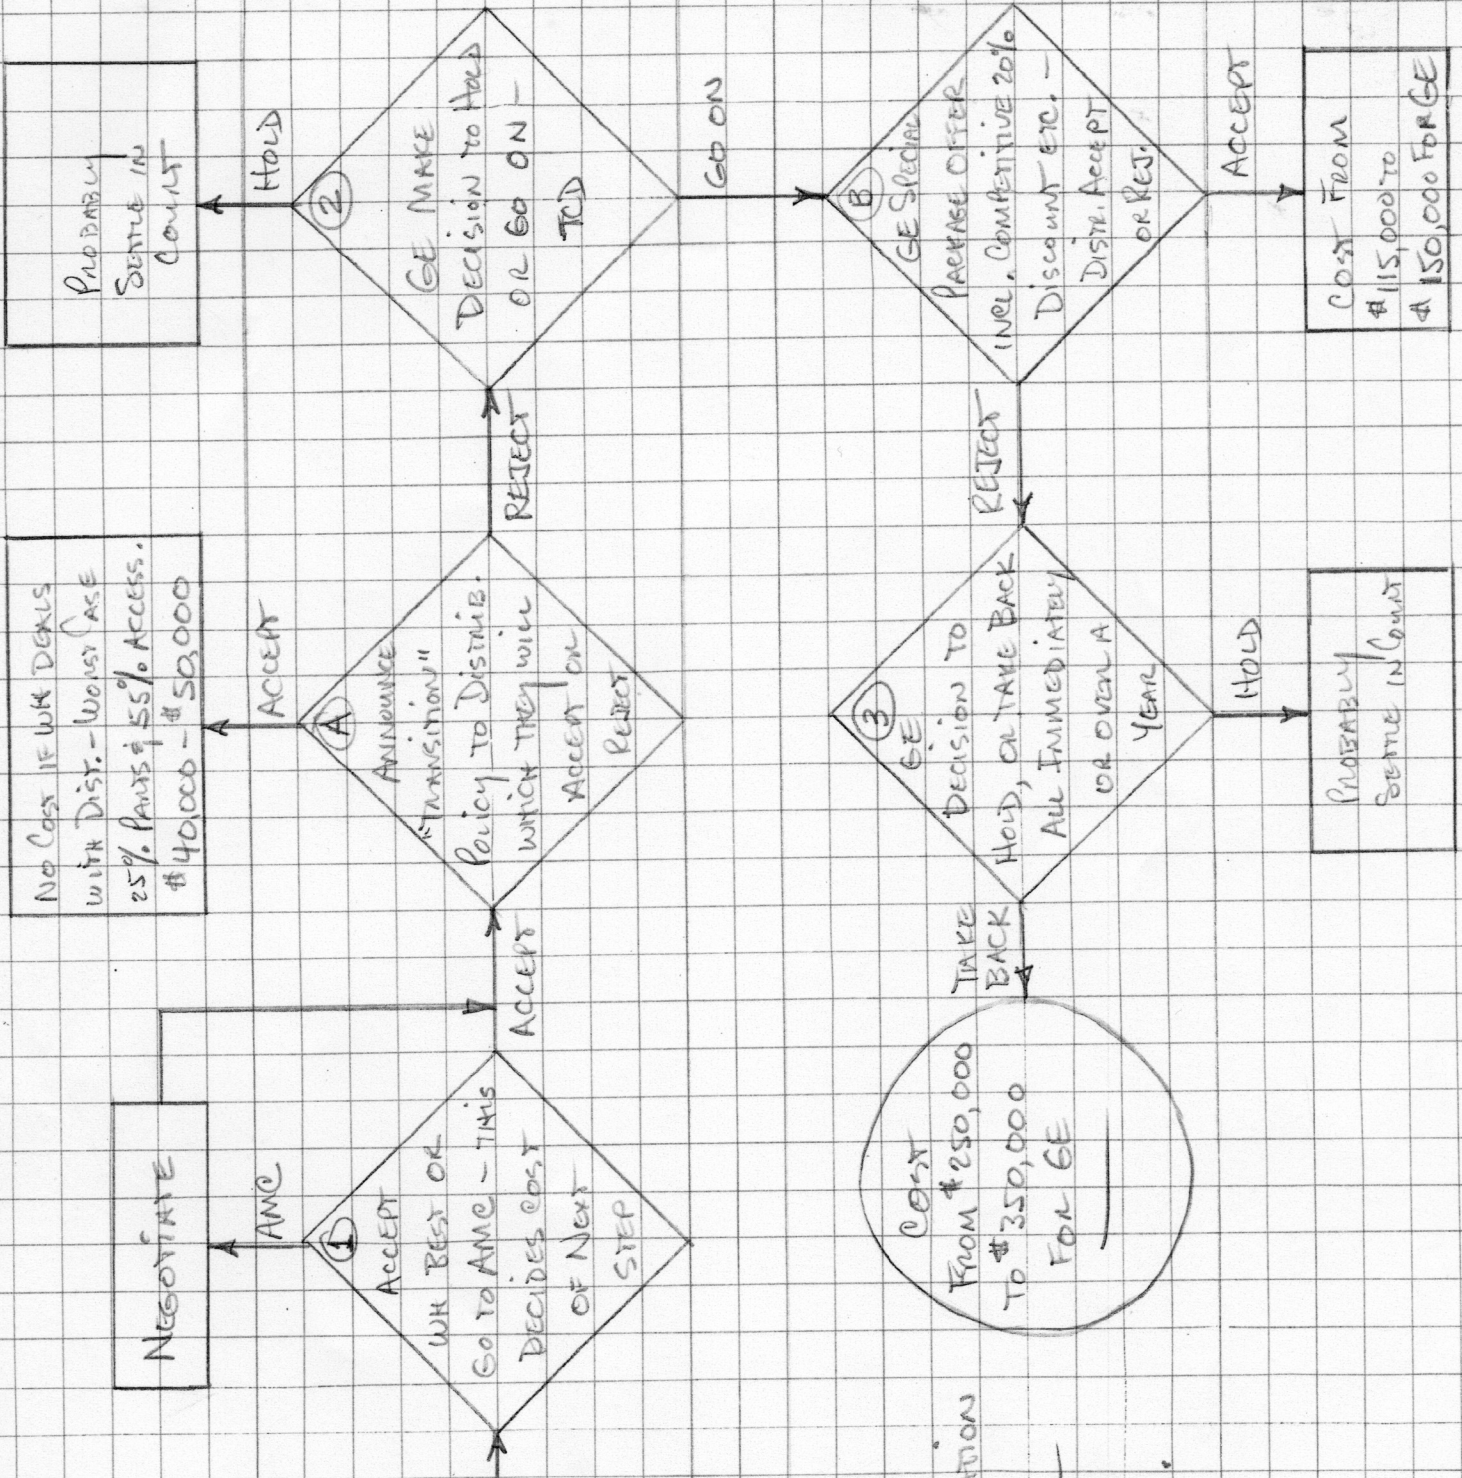 NEGOTIATE
AMC
1
ACCEPT
WH BEST OR
GO TO AMC - THIS
DECIDES COST
OF NEXT
STEP
ACCEPT
NO COST IF WH DEALS
WITH DIST. - WORST CASE
25% PARTS & 55% ACCESS.
$40,000 - $50,000
ACCEPT
A
ANNOUNCE
"TRANSITION"
POLICY TO DISTRIB.
WHICH THEY WILL
ACCEPT OR
REJECT
REJECT
PROBABLY
SETTLE IN
COURT
HOLD
2
GE MAKE
DECISION TO HOLD
OR GO ON -
TCD
GO ON
B
GE SPECIAL
PACKAGE OFFER
INCL. COMPETITIVE 20%
DISCOUNT ETC. -
DISTR. ACCEPT
OR REJ.
ACCEPT
COST FROM
$115,000 TO
$150,000 FOR GE
REJECT
3
GE
DECISION TO
HOLD, OR TAKE BACK
ALL IMMEDIATELY
OR OVER A
YEAR
HOLD
PROBABLY
SETTLE IN COURT
TAKE
BACK
COST
FROM $250,000
TO $350,000
FOR GE